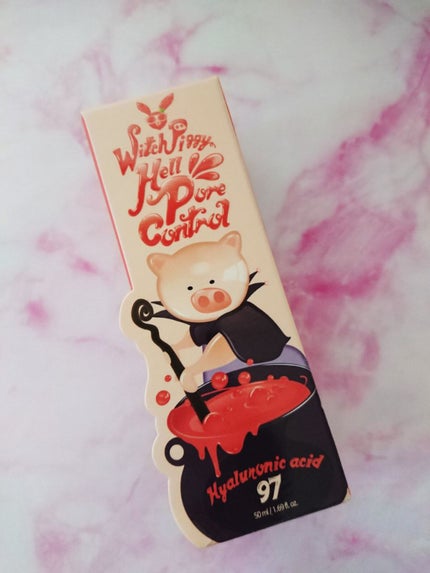 Witch Piggy
Hell
Pore
Control
Hyaluronic acid
97
50 ml / 1.69 fl. oz.